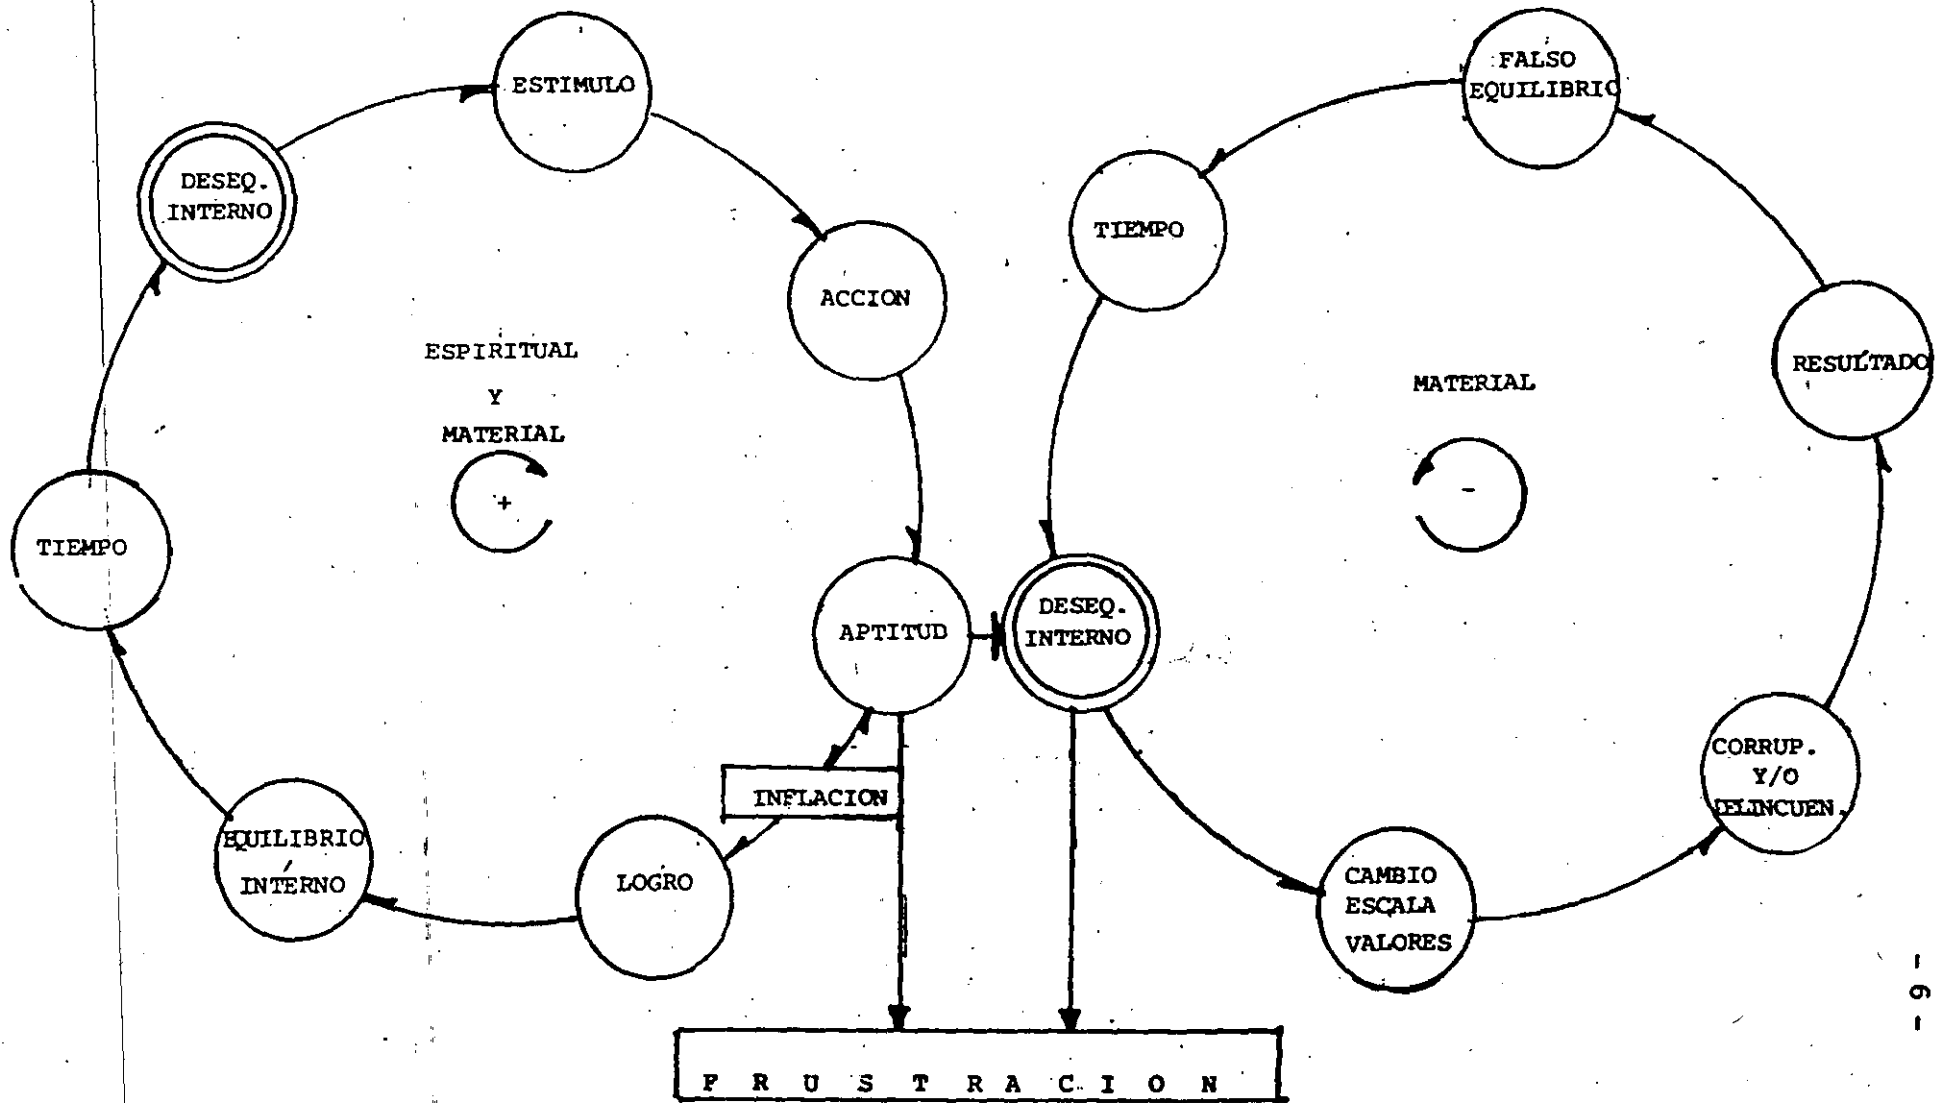 ESTIMULO
DESEQ.
INTERNO
ACCION
ESPIRITUAL
Y
MATERIAL
+
TIEMPO
APTITUD
INFLACION
LOGRO
EQUILIBRIO
INTERNO
FALSO
EQUILIBRIO
TIEMPO
RESULTADO
MATERIAL
-
DESEQ.
INTERNO
CORRUP.
Y/O
DELINCUEN.
CAMBIO
ESCALA
VALORES
F R U S T R A C I O N
- 6 -